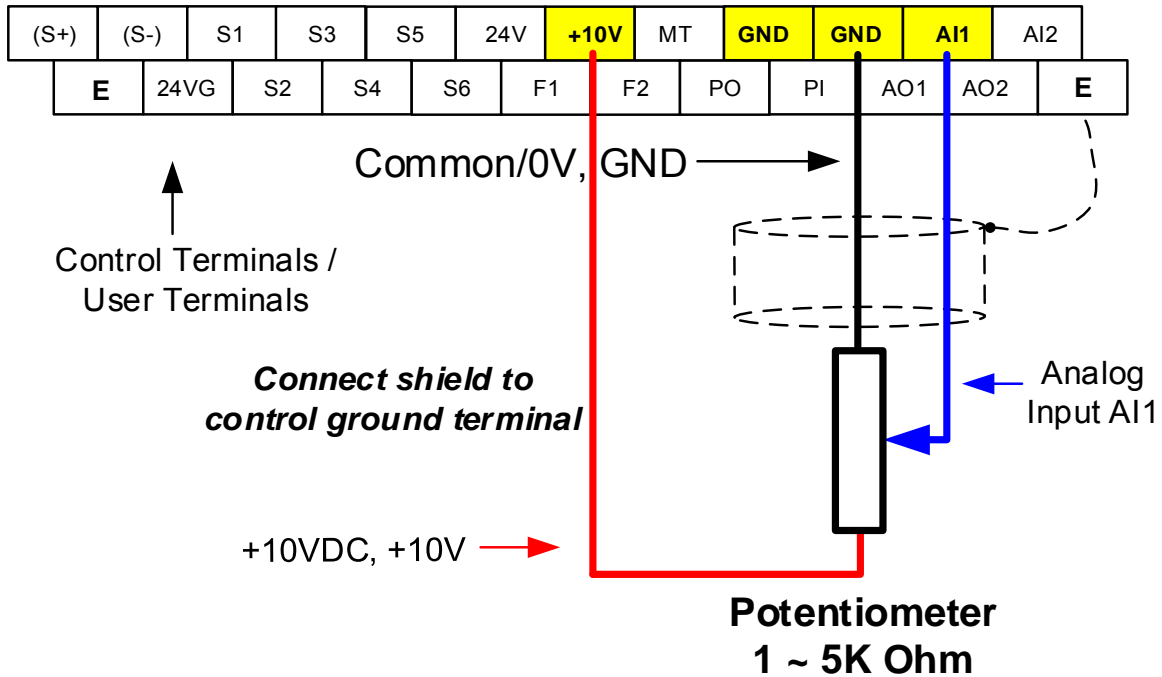 (S+) (S-) S1 S3 S5 24V +10V MT GND GND AI1 AI2
E 24VG S2 S4 S6 F1 F2 PO PI AO1 AO2 E
Common/0V, GND
Control Terminals /
User Terminals
Connect shield to
control ground terminal
Analog
Input AI1
+10VDC, +10V
Potentiometer
1 ~ 5K Ohm